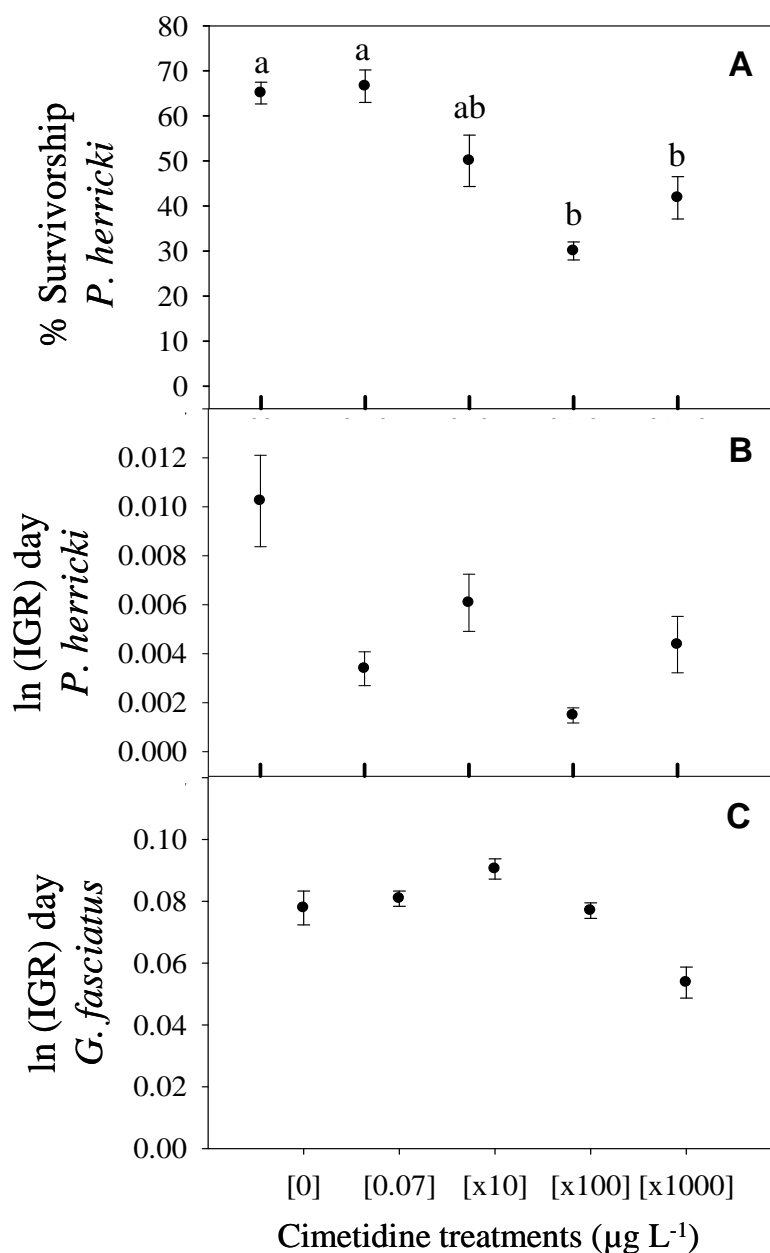 A
80
70
60
50
40
30
20
10
0
% Survivorship
P. herricki
a
a
ab
b
b
B
0.012
0.010
0.008
0.006
0.004
0.002
0.000
ln (IGR) day
P. herricki
C
0.10
0.08
0.06
0.04
0.02
0.00
ln (IGR) day
G. fasciatus
[0] [0.07] [x10] [x100] [x1000]
Cimetidine treatments (µg L⁻¹)